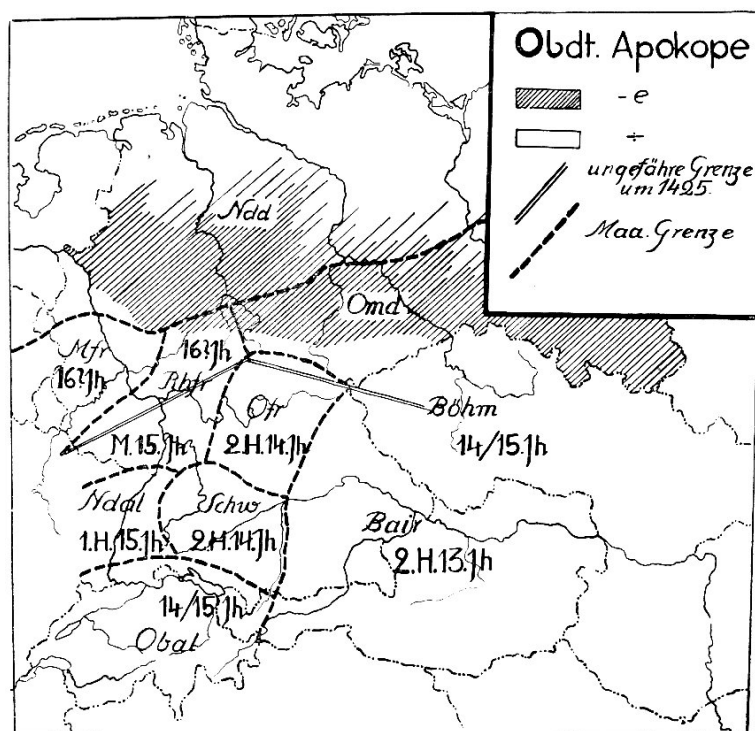 Obdt. Apokope
- e
÷
ungefähre Grenze
um 1425.
Maa. Grenze
Ndd
Omd
Mfr
16?Jh
16?Jh
Rhfr
Ofr
Böhm
M.15.Jh
2.H.14.Jh
14/15.Jh
Ndal
Schw
Bair
1.H.15.Jh
2.H.14.Jh
2.H.13.Jh
14/15.Jh
Obal